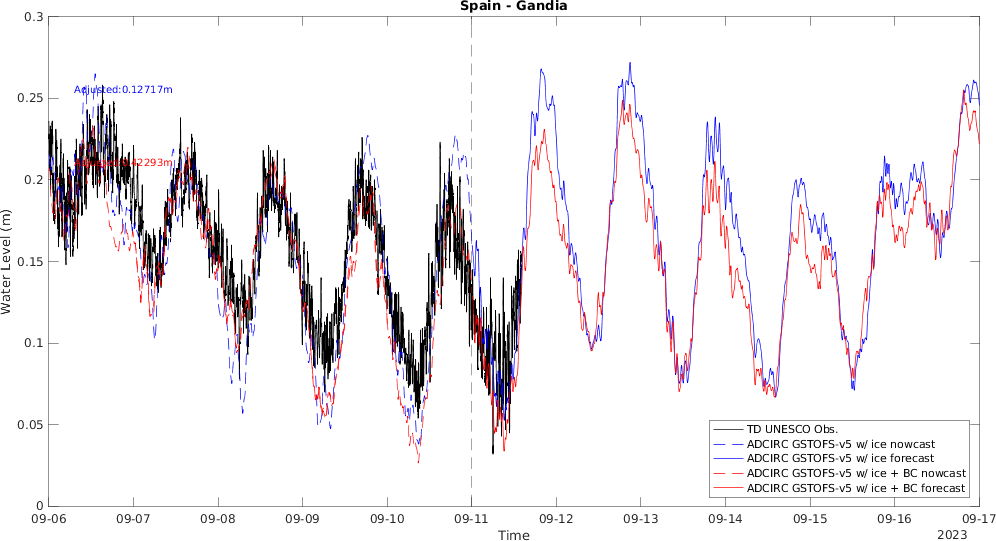 Spain - Gandia
0.3
0.25
0.2
0.15
0.1
0.05
0
Water Level (m)
Adjusted:0.12717m
42293m
TD UNESCO Obs.
ADCIRC GSTOFS-v5 w/ ice nowcast
ADCIRC GSTOFS-v5 w/ ice forecast
ADCIRC GSTOFS-v5 w/ ice + BC nowcast
ADCIRC GSTOFS-v5 w/ ice + BC forecast
09-06 09-07 09-08 09-09 09-10 09-11 09-12 09-13 09-14 09-15 09-16 09-17
Time
2023